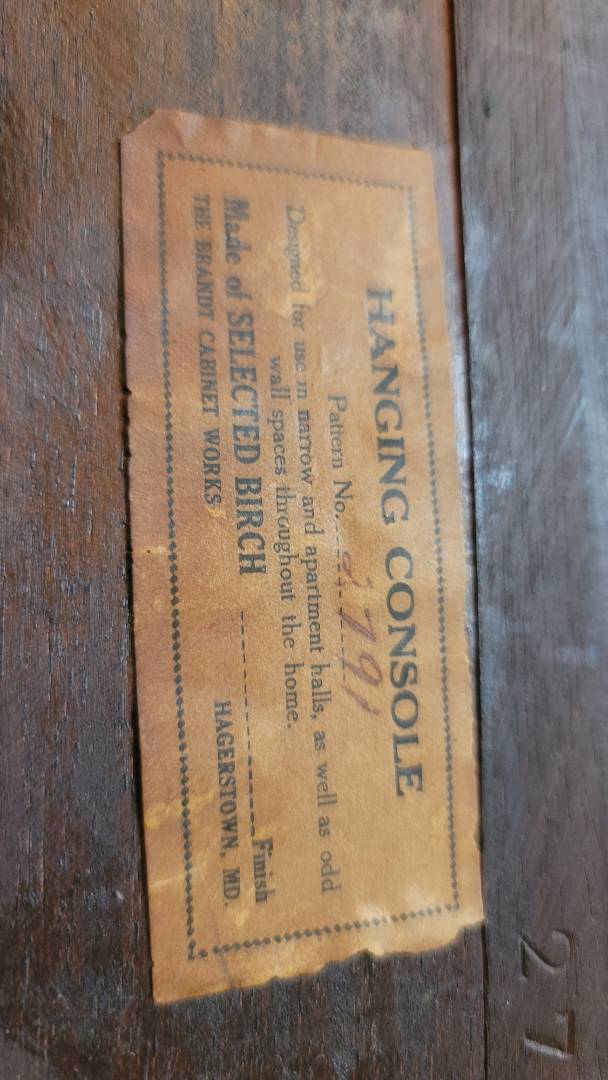 HANGING CONSOLE
Pattern No. 791
Designed for use in narrow and apartment halls, as well as odd
wall spaces throughout the home.
Made of SELECTED BIRCH Finish
THE BRANDT CABINET WORKS HAGERSTOWN, MD.
27